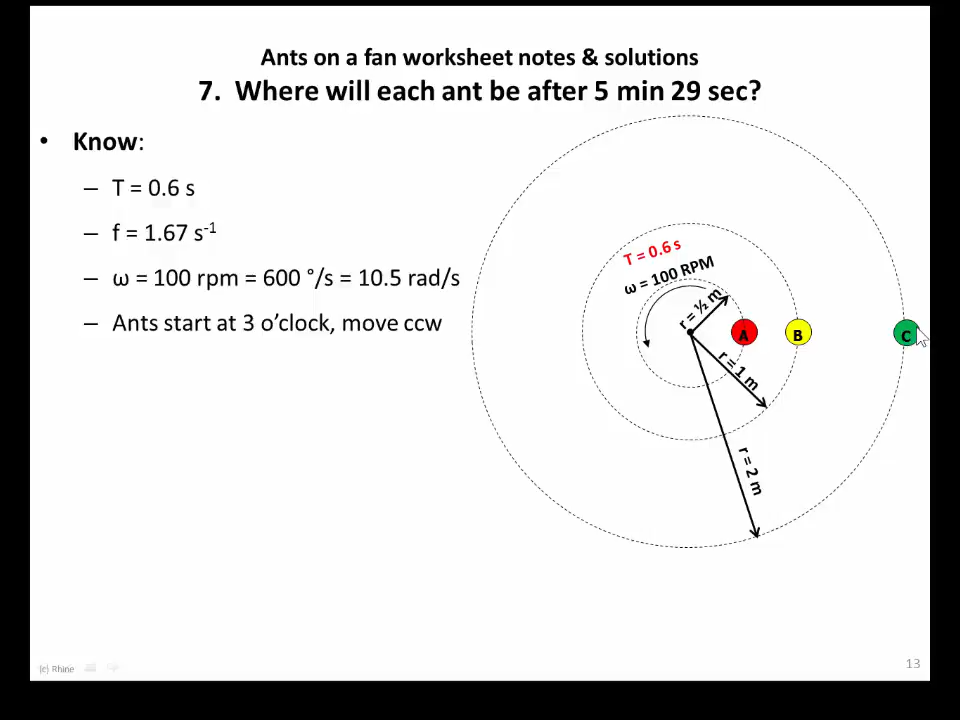 Ants on a fan worksheet notes & solutions
7. Where will each ant be after 5 min 29 sec?
• Know:
– T = 0.6 s
– f = 1.67 s⁻¹
– ω = 100 rpm = 600 °/s = 10.5 rad/s
– Ants start at 3 o’clock, move ccw
T = 0.6 s
ω = 100 RPM
r = ½ m
A
B
C
r = 1 m
r = 2 m
(c) Rhine
13